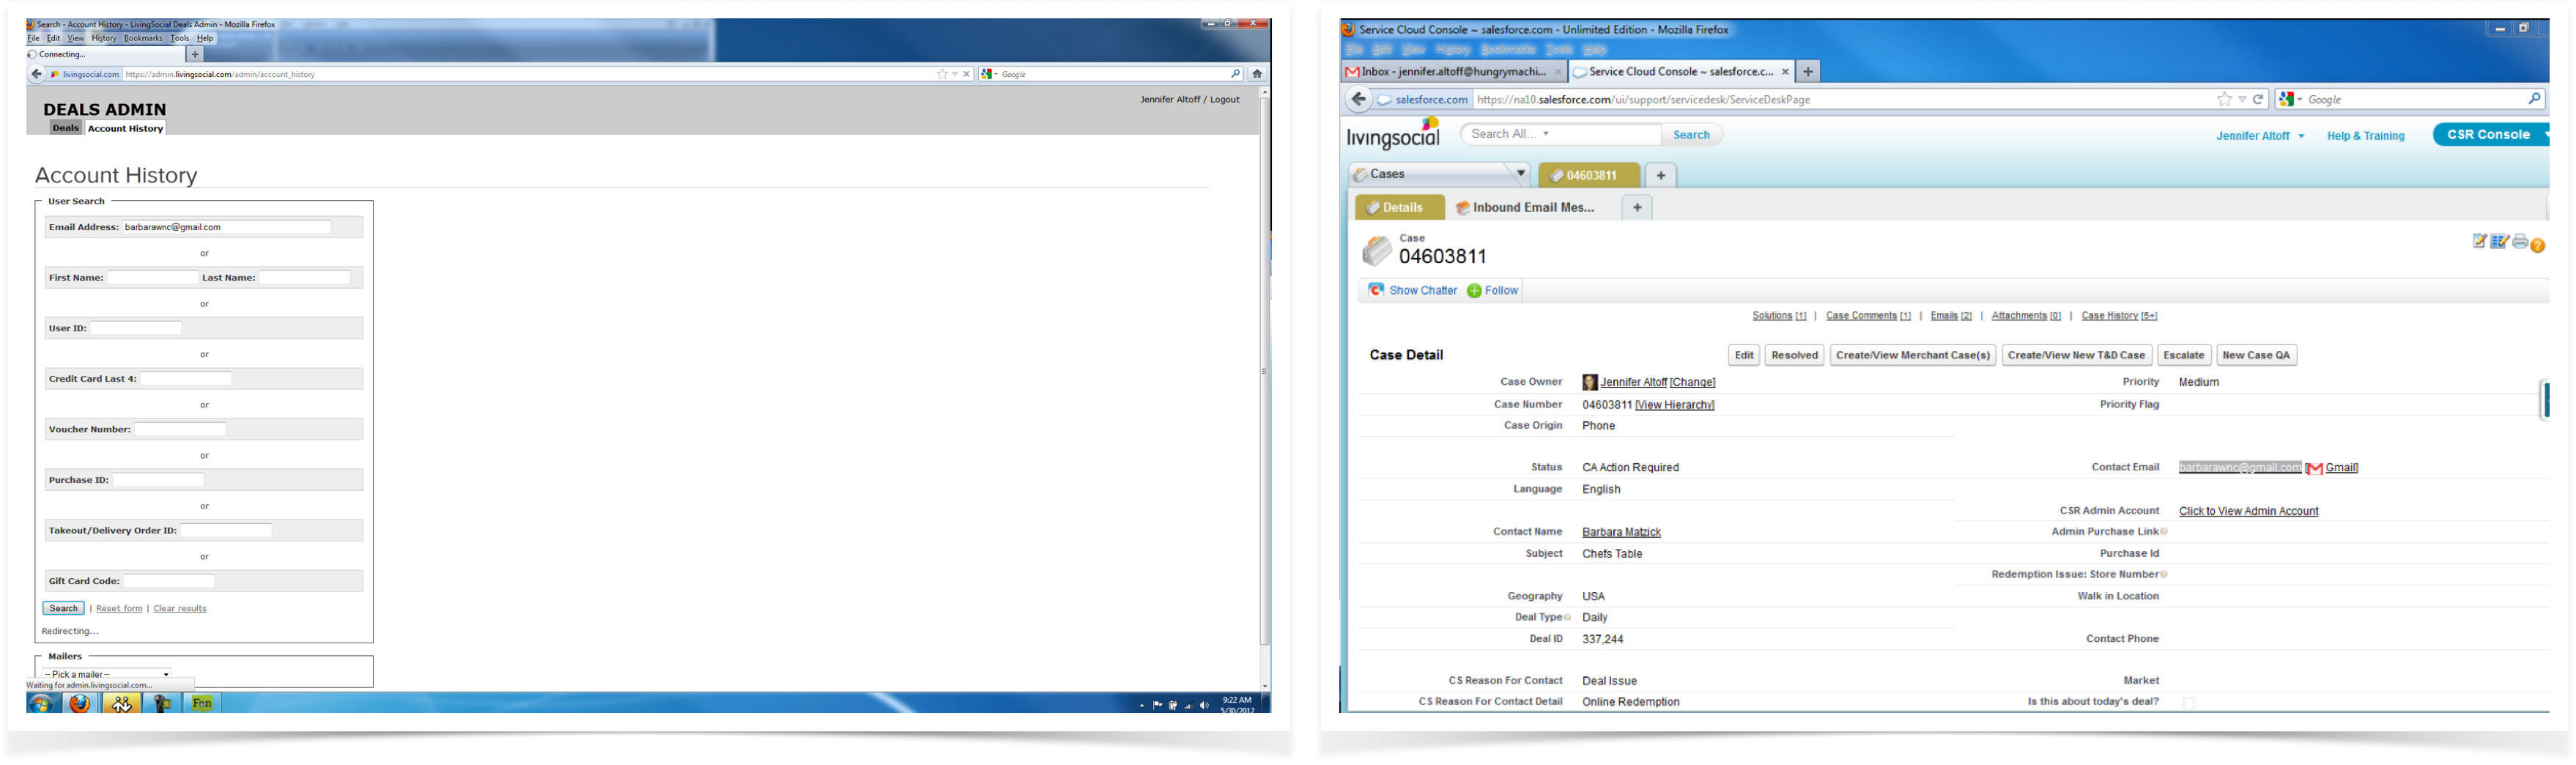 Search - Account History - LivingSocial Deals Admin - Mozilla Firefox
File Edit View History Bookmarks Tools Help
Connecting...
+
livingsocial.com https://admin.livingsocial.com/admin/account_history
Google
DEALS ADMIN
Jennifer Altoff / Logout
Deals Account History
Account History
User Search
Email Address: barbarawnc@gmail.com
or
First Name: Last Name:
or
User ID:
or
Credit Card Last 4:
or
Voucher Number:
or
Purchase ID:
or
Takeout/Delivery Order ID:
or
Gift Card Code:
Search | Reset form | Clear results
Redirecting...
Mailers
-- Pick a mailer --
Waiting for admin.livingsocial.com...
Fon
9:22 AM
5/30/2012
Service Cloud Console ~ salesforce.com - Unlimited Edition - Mozilla Firefox
File Edit View History Bookmarks Tools Help
Inbox - jennifer.altoff@hungrymachi... × Service Cloud Console ~ salesforce.c... × +
salesforce.com https://na10.salesforce.com/ui/support/servicedesk/ServiceDeskPage
Google
livingsocial
Search All...
Search
Jennifer Altoff Help & Training CSR Console
Cases 04603811 +
Details Inbound Email Mes... +
Case
04603811
Show Chatter Follow
Solutions [1] | Case Comments [1] | Emails [2] | Attachments [0] | Case History [5+]
Case Detail Edit Resolved Create/View Merchant Case(s) Create/View New T&D Case Escalate New Case QA
Case Owner Jennifer Altoff [Change] Priority Medium
Case Number 04603811 [View Hierarchy] Priority Flag
Case Origin Phone
Status CA Action Required Contact Email barbarawnc@gmail.com [Gmail]
Language English
CSR Admin Account Click to View Admin Account
Contact Name Barbara Matzick Admin Purchase Link
Subject Chefs Table Purchase Id
Redemption Issue: Store Number
Geography USA Walk in Location
Deal Type Daily
Deal ID 337,244 Contact Phone
CS Reason For Contact Deal Issue Market
CS Reason For Contact Detail Online Redemption Is this about today's deal?